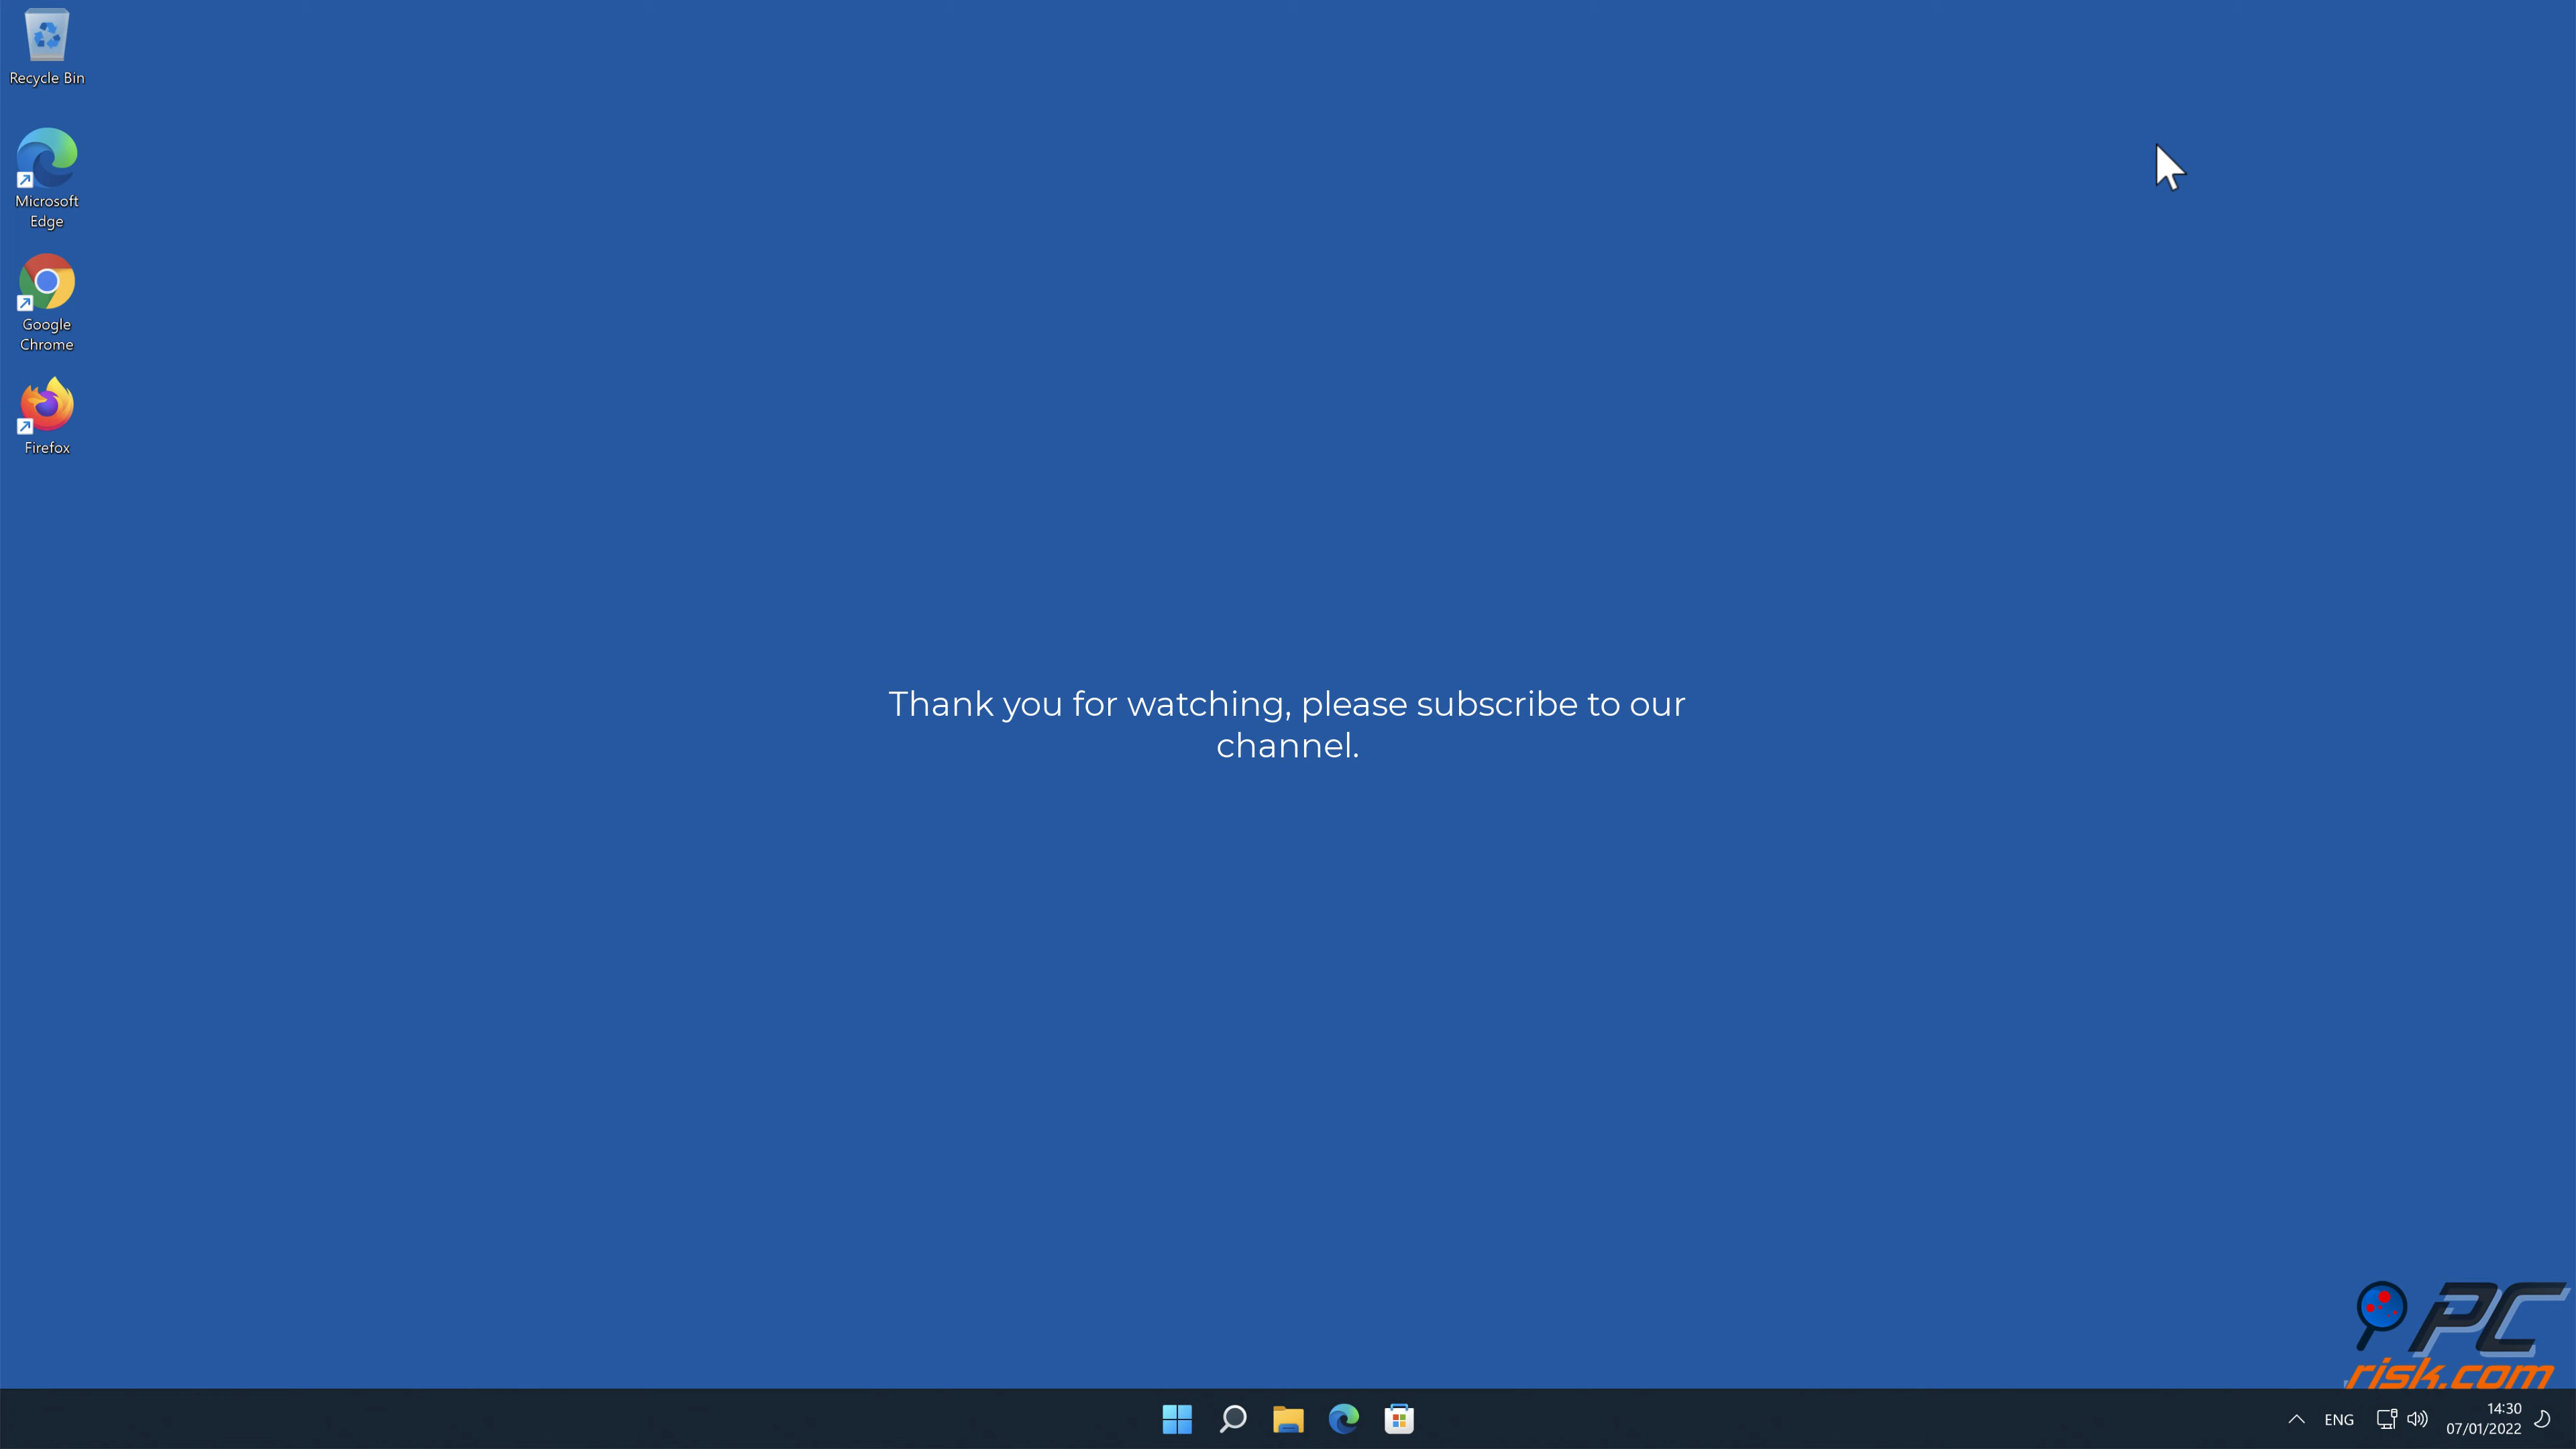 Recycle Bin
Microsoft
Edge
Google
Chrome
Firefox
Thank you for watching, please subscribe to our
channel.
PC
risk.com
ENG
14:30
07/01/2022